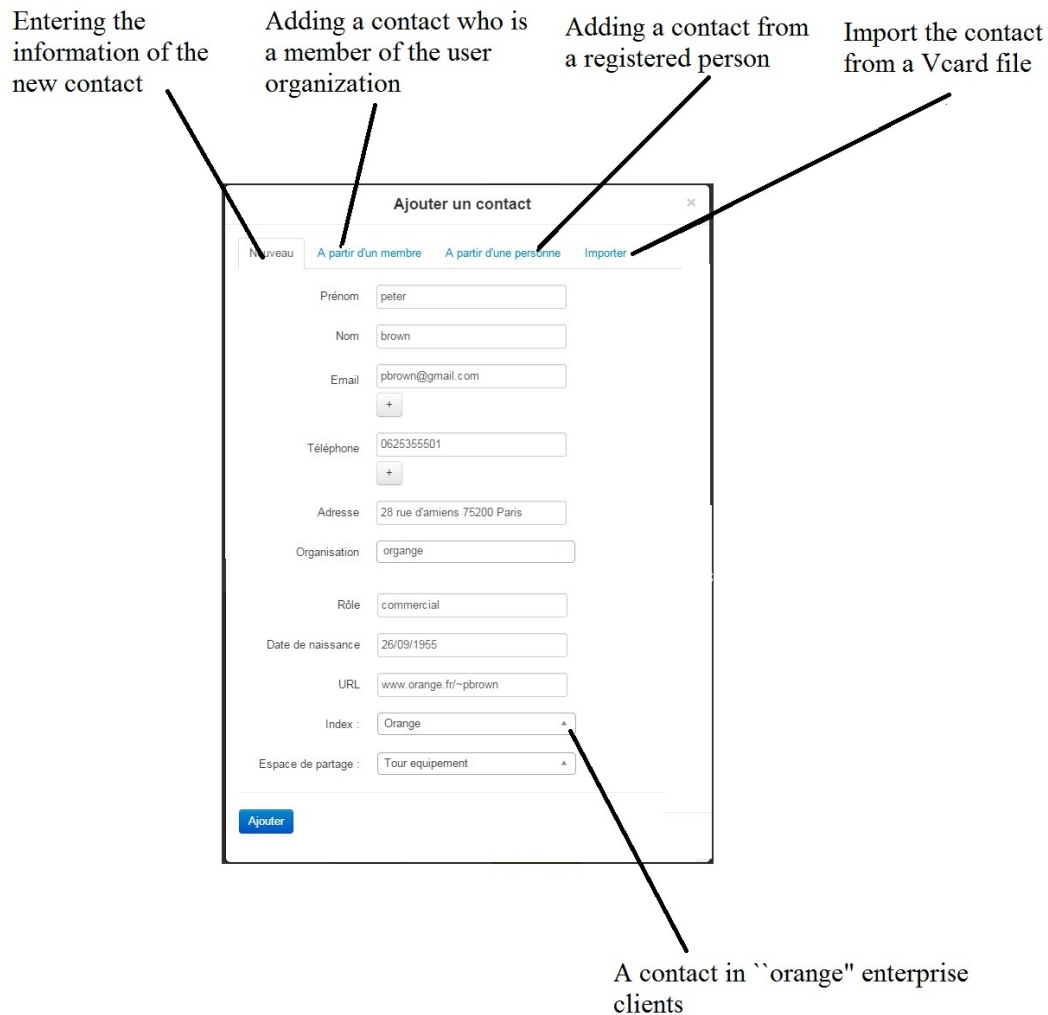 Entering the
information of the
new contact
Adding a contact who is
a member of the user
organization
Adding a contact from
a registered person
Import the contact
from a Vcard file
Ajouter un contact
×
Nouveau A partir d'un membre A partir d'une personne Importer
Prénom peter
Nom brown
Email pbrown@gmail.com
+
Téléphone 0625355501
+
Adresse 28 rue d'amiens 75200 Paris
Organisation organge
Rôle commercial
Date de naissance 26/09/1955
URL www.orange.fr/~pbrown
Index : Orange
Espace de partage : Tour equipement
Ajouter
A contact in ``orange" enterprise
clients